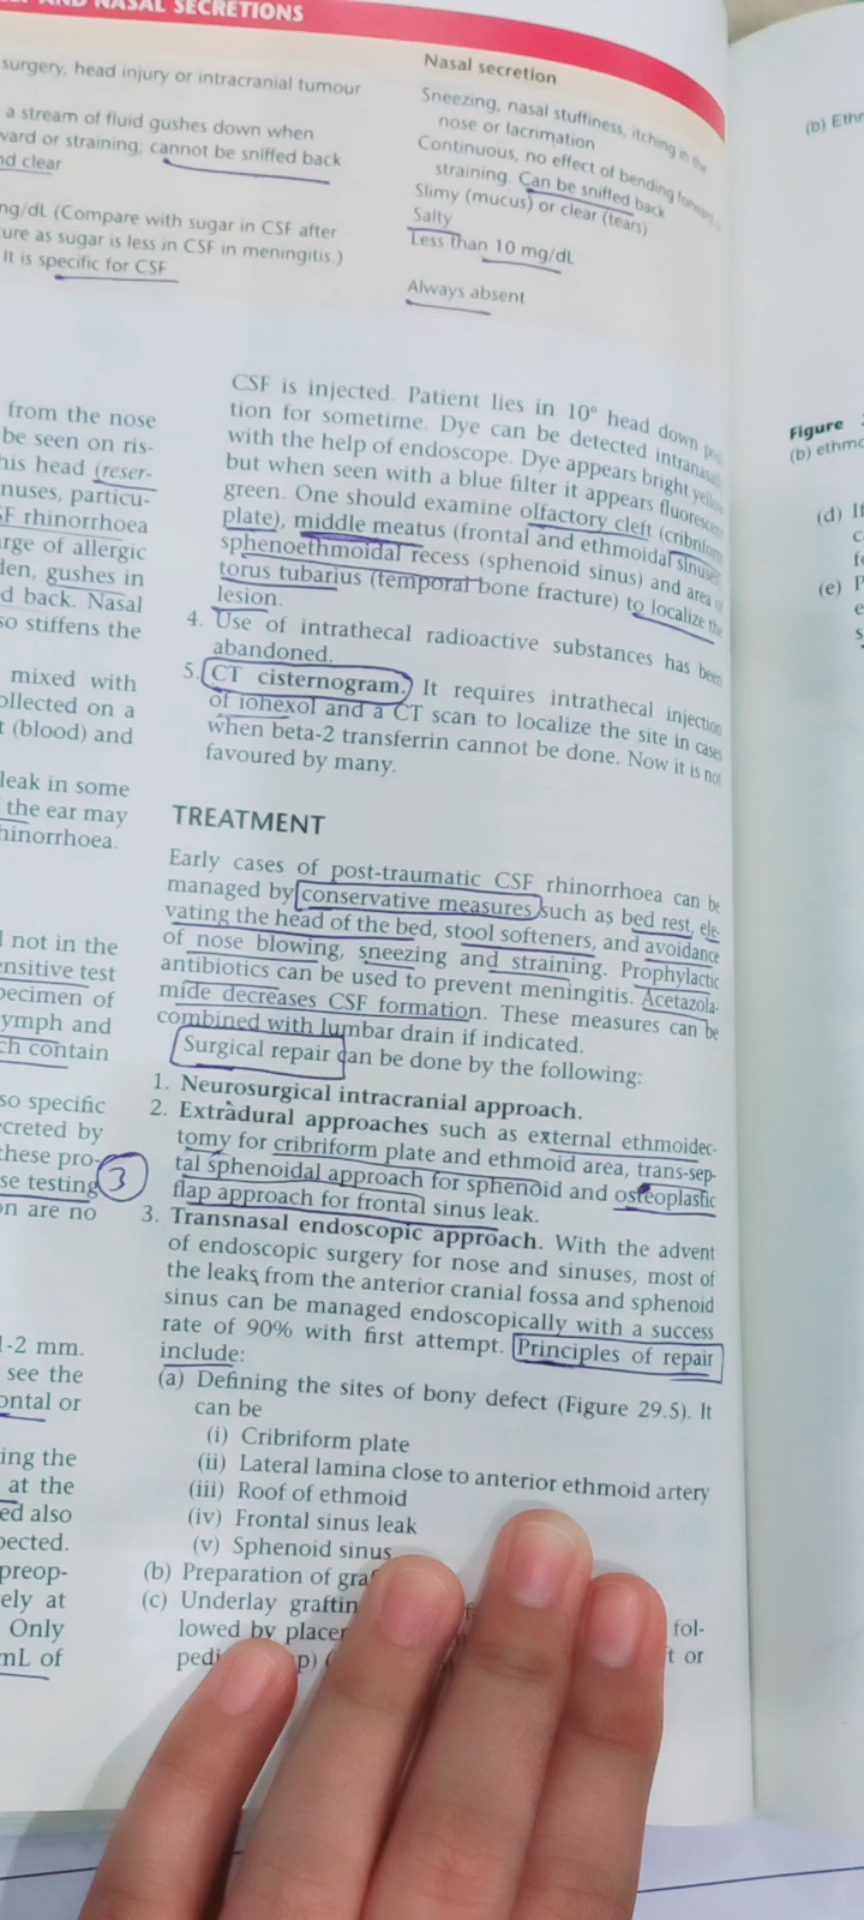 AND NASAL SECRETIONS
surgery, head injury or intracranial tumour
a stream of fluid gushes down when
ward or straining; cannot be sniffed back
nd clear
ng/dL (Compare with sugar in CSF after
ure as sugar is less in CSF in meningitis.)
It is specific for CSF
Nasal secretion
Sneezing, nasal stuffiness, itching in the
nose or lacrimation
Continuous, no effect of bending forward
straining. Can be sniffed back
Slimy (mucus) or clear (tears)
Salty
Less than 10 mg/dL
Always absent
from the nose
be seen on ris-
his head (reser-
nuses, particu-
SF rhinorrhoea
arge of allergic
den, gushes in
d back. Nasal
so stiffens the
mixed with
ollected on a
t (blood) and
leak in some
the ear may
hinorrhoea.
l not in the
ensitive test
pecimen of
ymph and
ch contain
so specific
creted by
these pro-
se testing
on are no
1-2 mm.
see the
ontal or
ing the
at the
ed also
pected.
preop-
ely at
Only
mL of
CSF is injected. Patient lies in 10° head down
tion for sometime. Dye can be detected intranasally
with the help of endoscope. Dye appears bright yellow
but when seen with a blue filter it appears fluorescent
green. One should examine olfactory cleft (cribriform
plate), middle meatus (frontal and ethmoidal sinuses)
sphenoethmoidal recess (sphenoid sinus) and area of
torus tubarius (temporal bone fracture) to localize the
lesion.
4. Use of intrathecal radioactive substances has been
abandoned.
5. CT cisternogram. It requires intrathecal injection
of iohexol and a CT scan to localize the site in cases
when beta-2 transferrin cannot be done. Now it is not
favoured by many.
TREATMENT
Early cases of post-traumatic CSF rhinorrhoea can be
managed by conservative measures such as bed rest, ele-
vating the head of the bed, stool softeners, and avoidance
of nose blowing, sneezing and straining. Prophylactic
antibiotics can be used to prevent meningitis. Acetazola-
mide decreases CSF formation. These measures can be
combined with lumbar drain if indicated.
Surgical repair can be done by the following:
1. Neurosurgical intracranial approach.
2. Extradural approaches such as external ethmoidec-
tomy for cribriform plate and ethmoid area, trans-sep-
tal sphenoidal approach for sphenoid and osteoplastic
flap approach for frontal sinus leak.
3
3. Transnasal endoscopic approach. With the advent
of endoscopic surgery for nose and sinuses, most of
the leaks from the anterior cranial fossa and sphenoid
sinus can be managed endoscopically with a success
rate of 90% with first attempt. Principles of repair
include:
(a) Defining the sites of bony defect (Figure 29.5). It
can be
(i) Cribriform plate
(ii) Lateral lamina close to anterior ethmoid artery
(iii) Roof of ethmoid
(iv) Frontal sinus leak
(v) Sphenoid sinus
(b) Preparation of gra
(c) Underlay graftin fol-
lowed by placer t or
pedi p) (
(b) Ethr
Figure
(b) ethmo
(d) If
c
f
(e) P
e
s